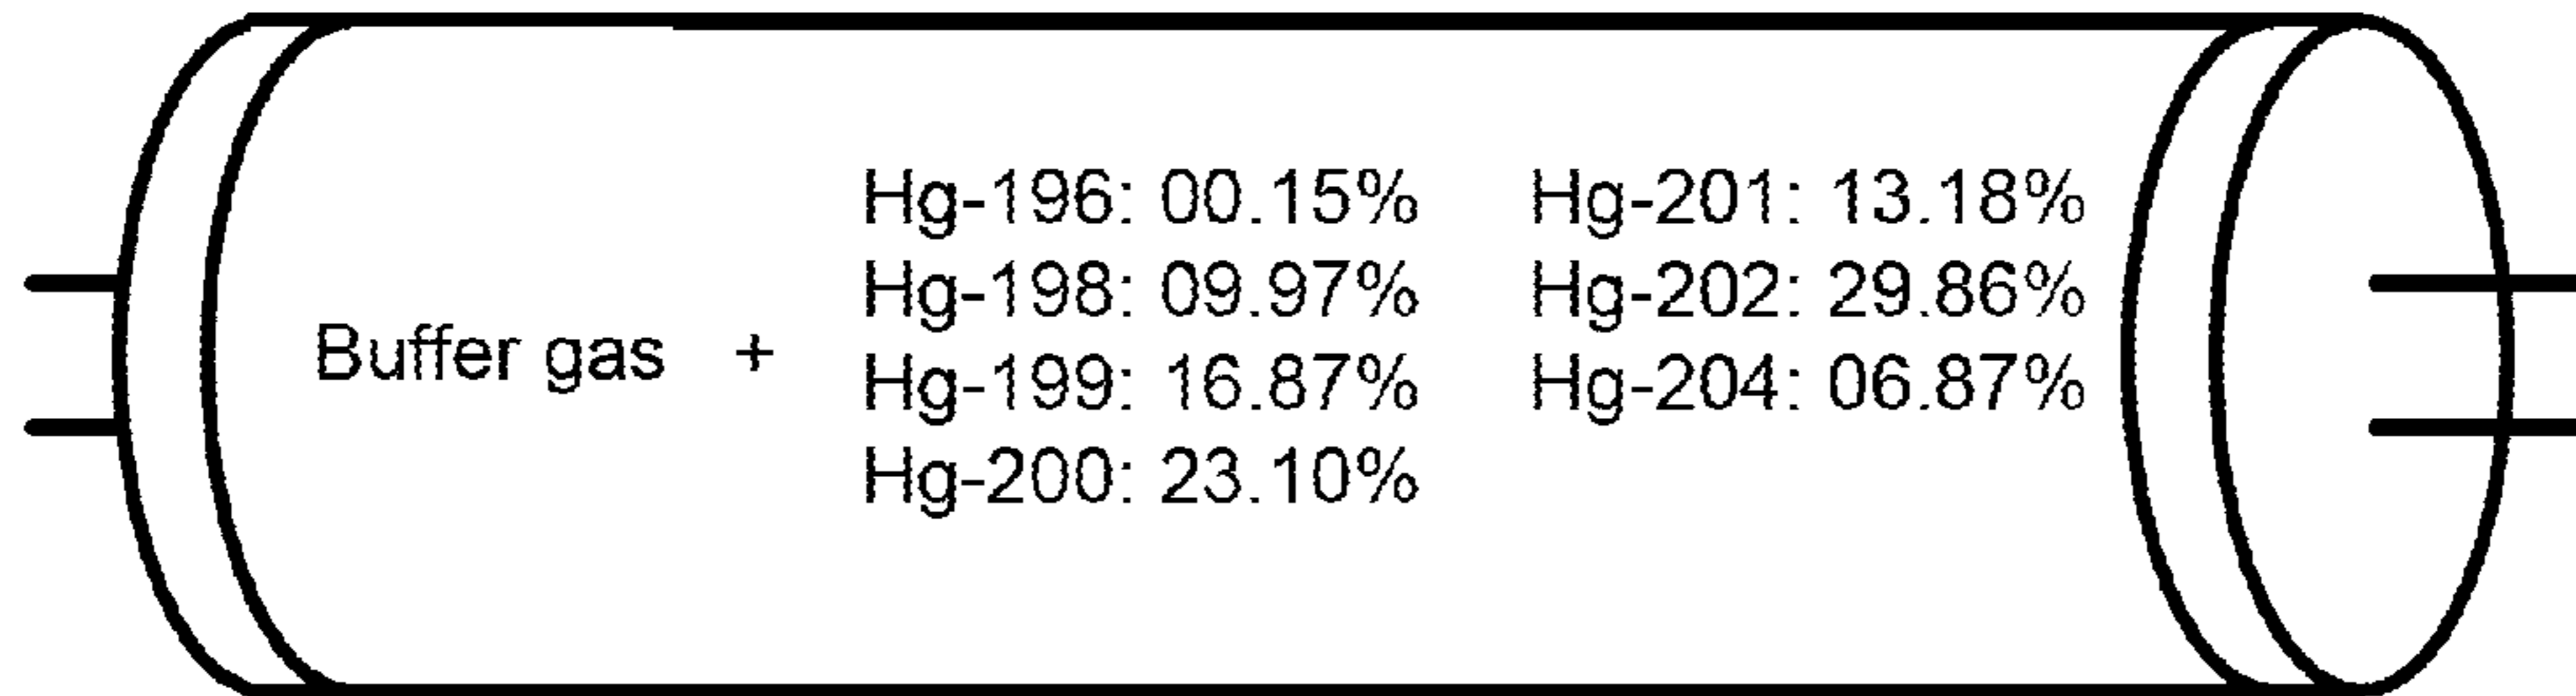 Buffer gas +
Hg-196: 00.15%
Hg-198: 09.97%
Hg-199: 16.87%
Hg-200: 23.10%
Hg-201: 13.18%
Hg-202: 29.86%
Hg-204: 06.87%